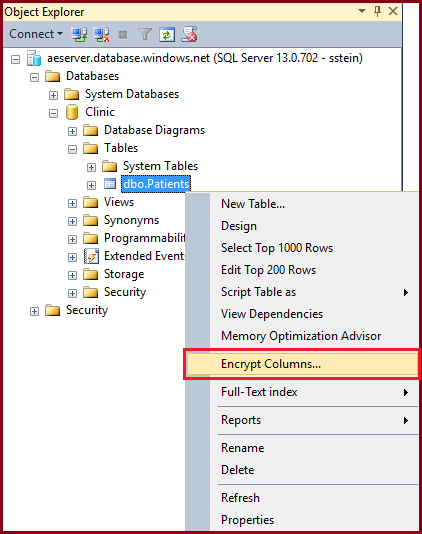 Object Explorer
Connect
aeserver.database.windows.net (SQL Server 13.0.702 - sstein)
Databases
System Databases
Clinic
Database Diagrams
Tables
System Tables
dbo.Patients
Views
Synonyms
Programmabilit
Extended Event
Storage
Security
Security
New Table...
Design
Select Top 1000 Rows
Edit Top 200 Rows
Script Table as
View Dependencies
Memory Optimization Advisor
Encrypt Columns...
Full-Text index
Reports
Rename
Delete
Refresh
Properties